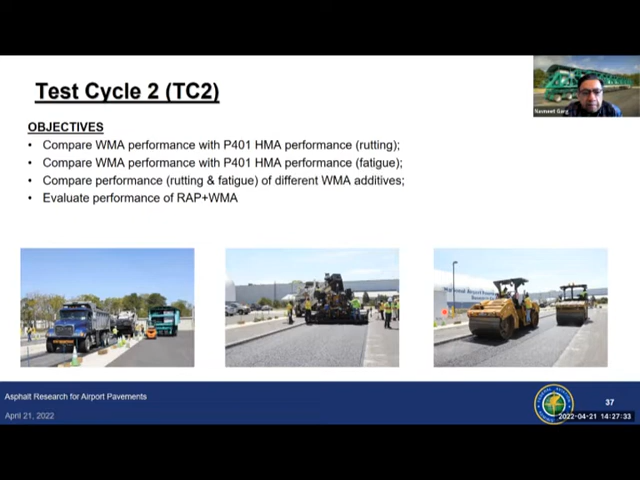 Test Cycle 2 (TC2)
Navneet Garg
OBJECTIVES
• Compare WMA performance with P401 HMA performance (rutting);
• Compare WMA performance with P401 HMA performance (fatigue);
• Compare performance (rutting & fatigue) of different WMA additives;
• Evaluate performance of RAP+WMA
National Airport
Asphalt Research for Airport Pavements
April 21, 2022
37
2022-04-21 14:27:33